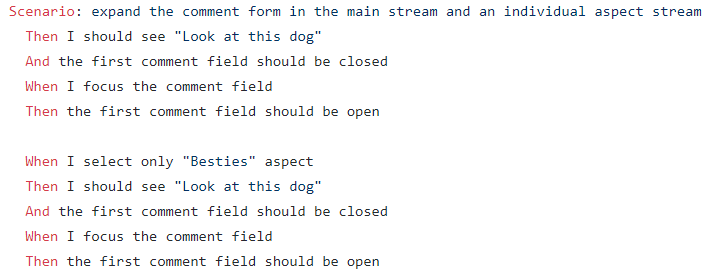 Scenario: expand the comment form in the main stream and an individual aspect stream
Then I should see "Look at this dog"
And the first comment field should be closed
When I focus the comment field
Then the first comment field should be open
When I select only "Besties" aspect
Then I should see "Look at this dog"
And the first comment field should be closed
When I focus the comment field
Then the first comment field should be open